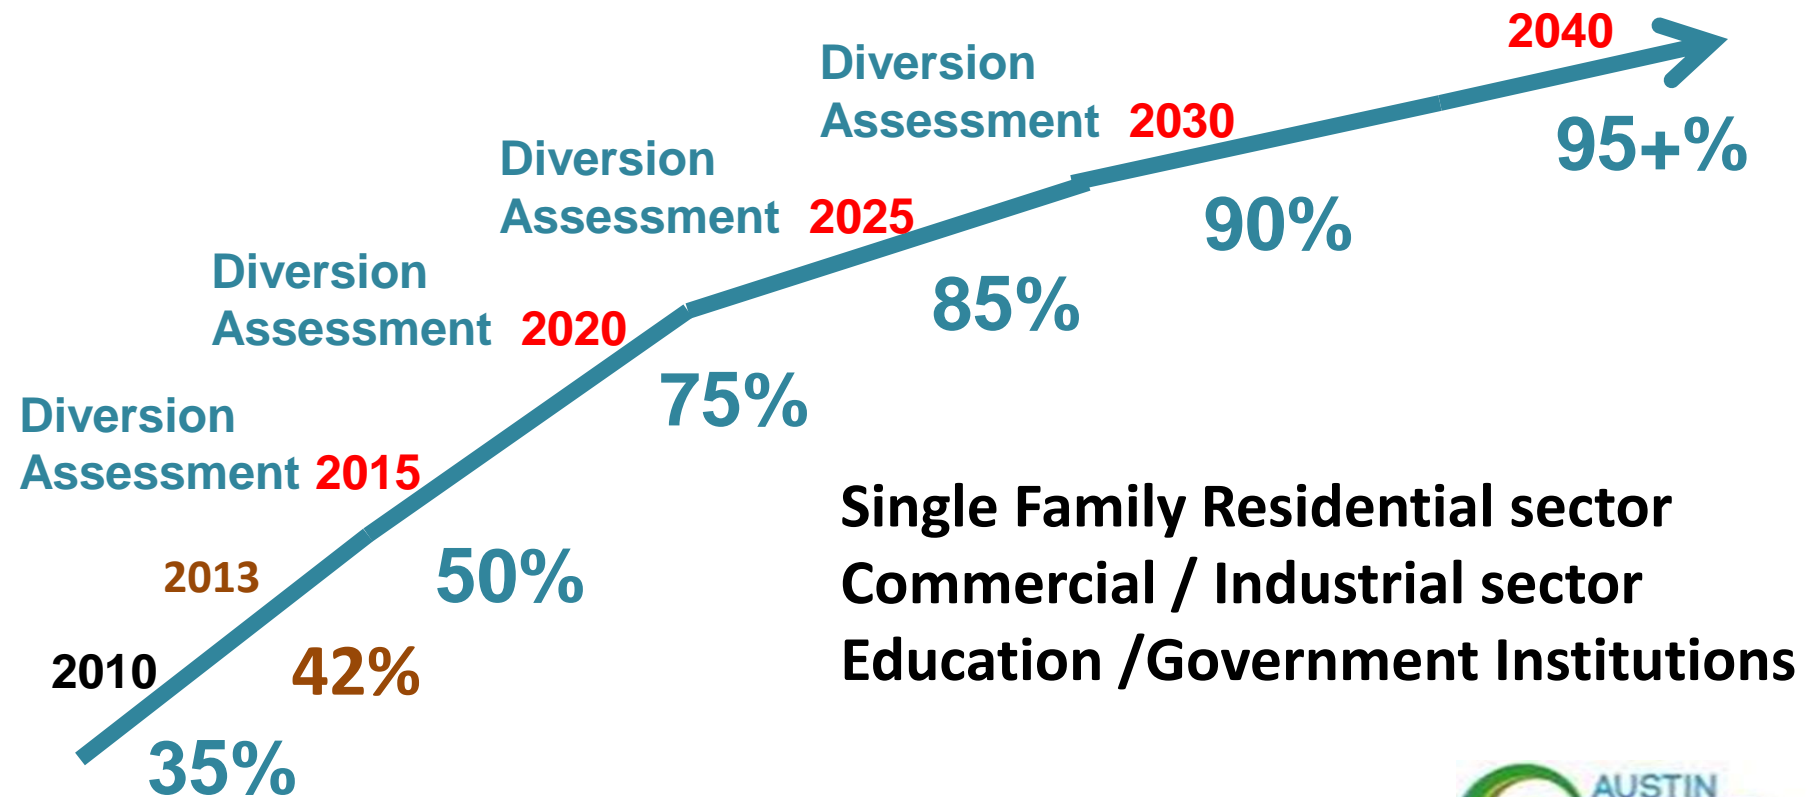 2040
Diversion
Assessment 2030
95+%
Diversion
Assessment 2025
90%
Diversion
Assessment 2020
85%
75%
Diversion
Assessment 2015
50%
2013
42%
2010
35%
Single Family Residential sector
Commercial / Industrial sector
Education /Government Institutions
AUSTIN